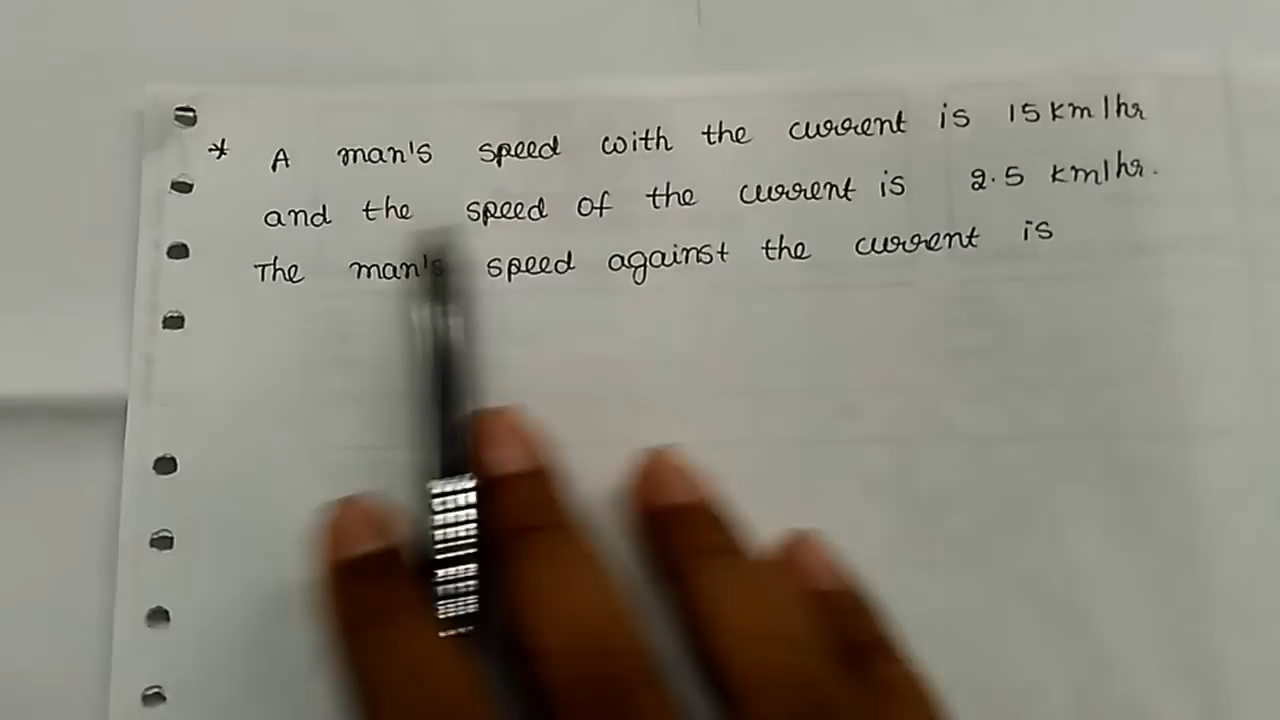 * A man's speed with the current is 15 km/hr
and the speed of the current is 2.5 km/hr.
The man's speed against the current is